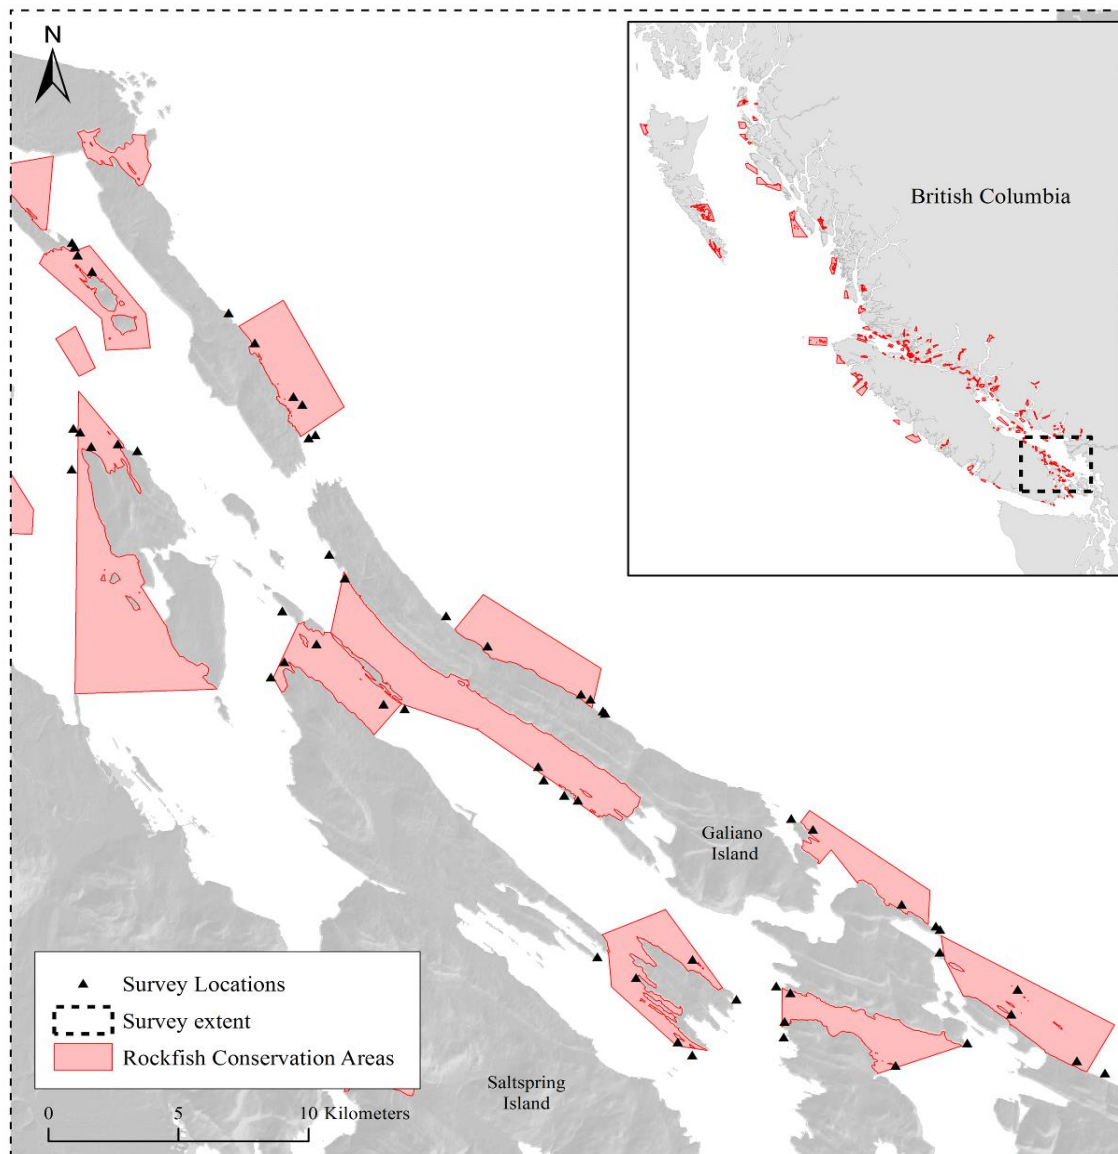 N
British Columbia
Galiano
Island
Survey Locations
Survey extent
Rockfish Conservation Areas
Saltspring
Island
0 5 10 Kilometers